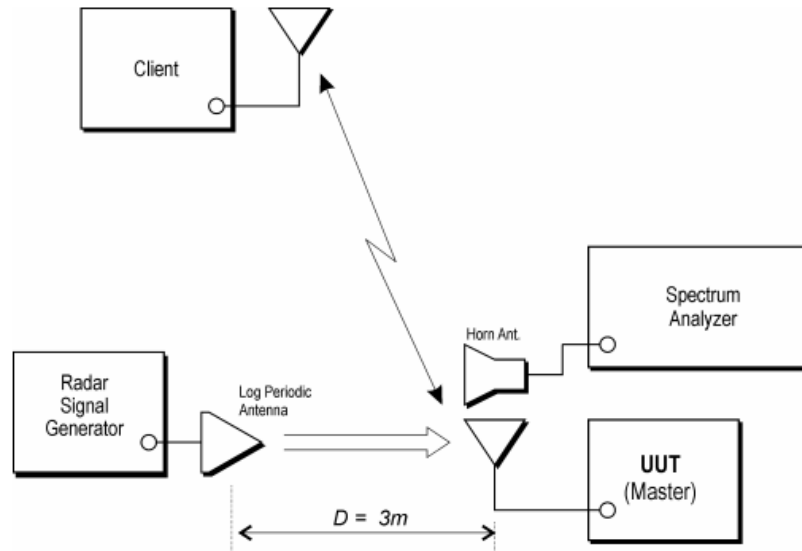 Client
Spectrum
Analyzer
Horn Ant.
Radar
Signal
Generator
Log Periodic
Antenna
UUT
(Master)
D = 3m